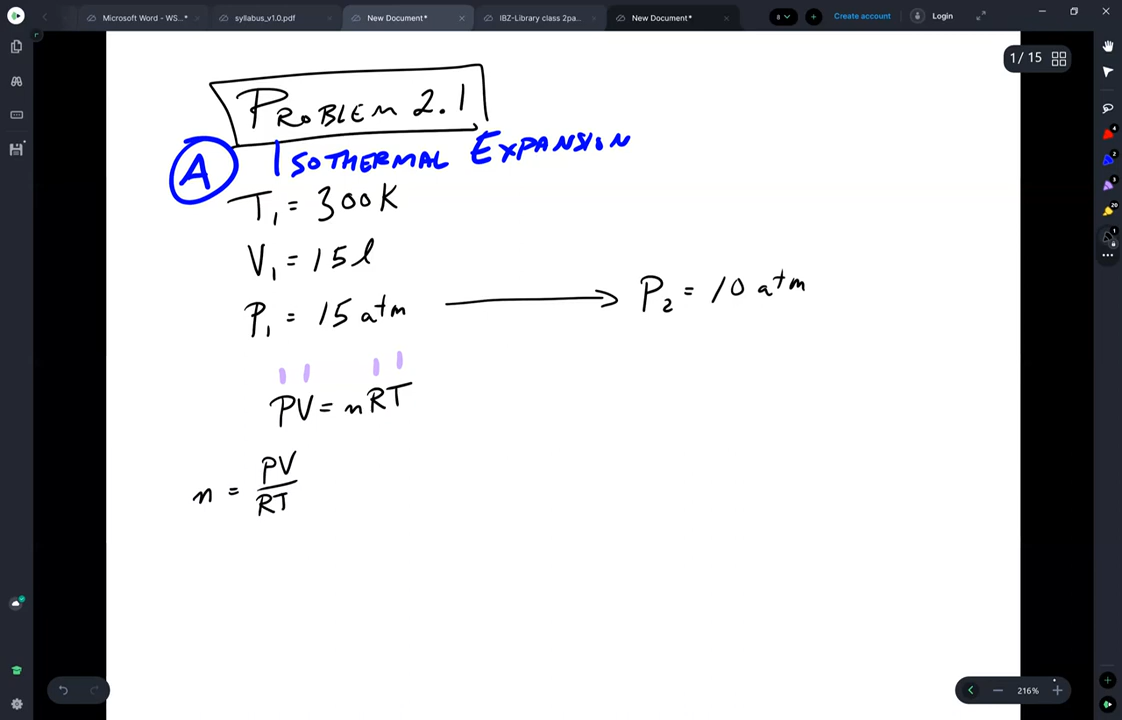 Microsoft Word - WS...*
syllabus_v1.0.pdf
New Document*
IBZ-Library class 2pa...
New Document*
8
Create account
Login
1/ 15
PROBLEM 2.1
A ISOTHERMAL EXPANSION
T₁ = 300K
V₁ = 15 l
P₁ = 15 atm → P₂ = 10 atm
PV = nRT
n = PV/RT
216%